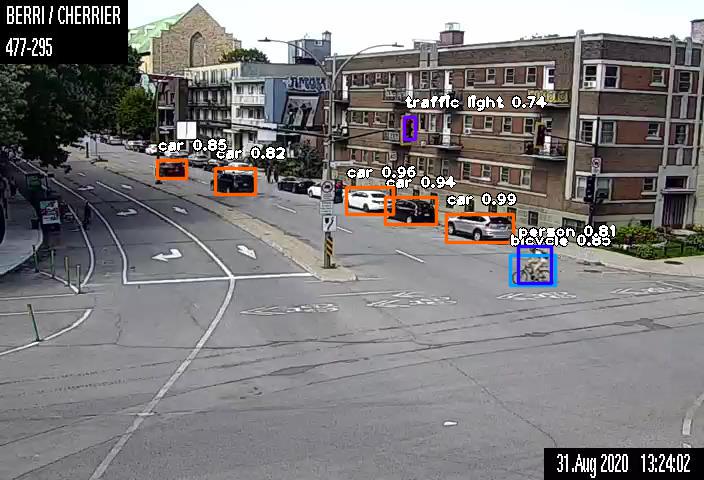 BERRI / CHERRIER
477-295
traffic light 0.74
car 0.85
car 0.82
car 0.96
car 0.94
car 0.99
person 0.81
bicycle 0.85
31.Aug 2020 13:24:02